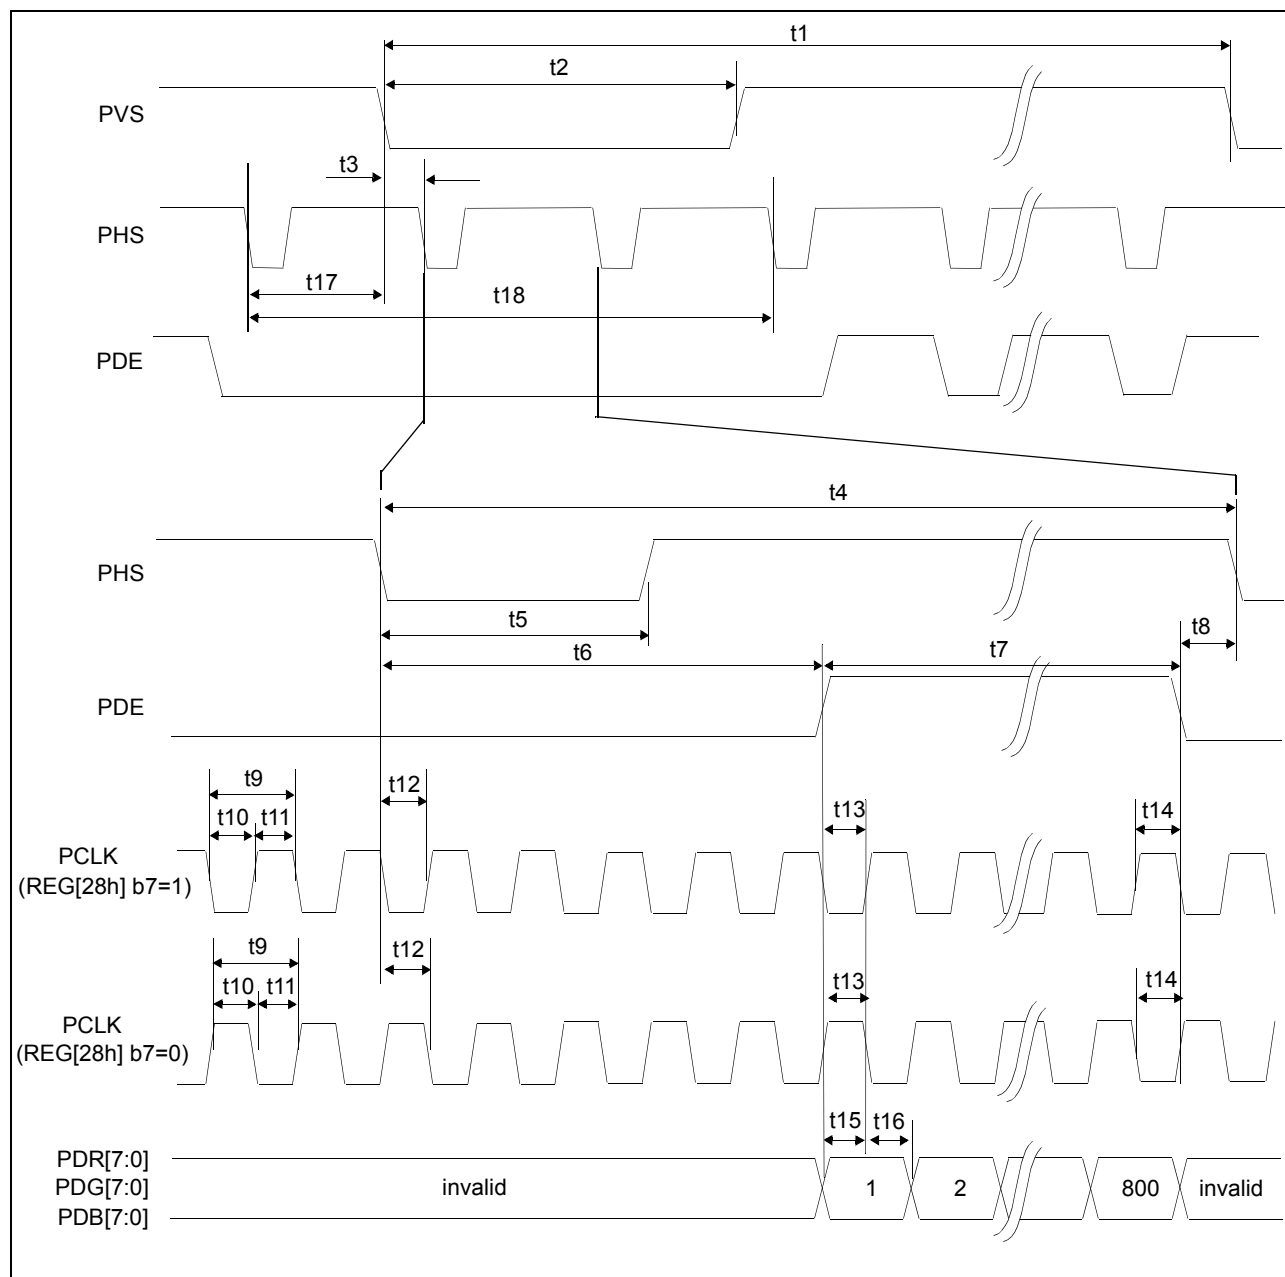 t1
t2
PVS
t3
PHS
t17
t18
PDE
t4
PHS
t5
t8
t6
t7
PDE
t9
t12
t10 t11
t13
t14
PCLK
(REG[28h] b7=1)
t9
t12
t10 t11
t13
t14
PCLK
(REG[28h] b7=0)
t15 t16
PDR[7:0]
PDG[7:0] invalid 1 2 800 invalid
PDB[7:0]